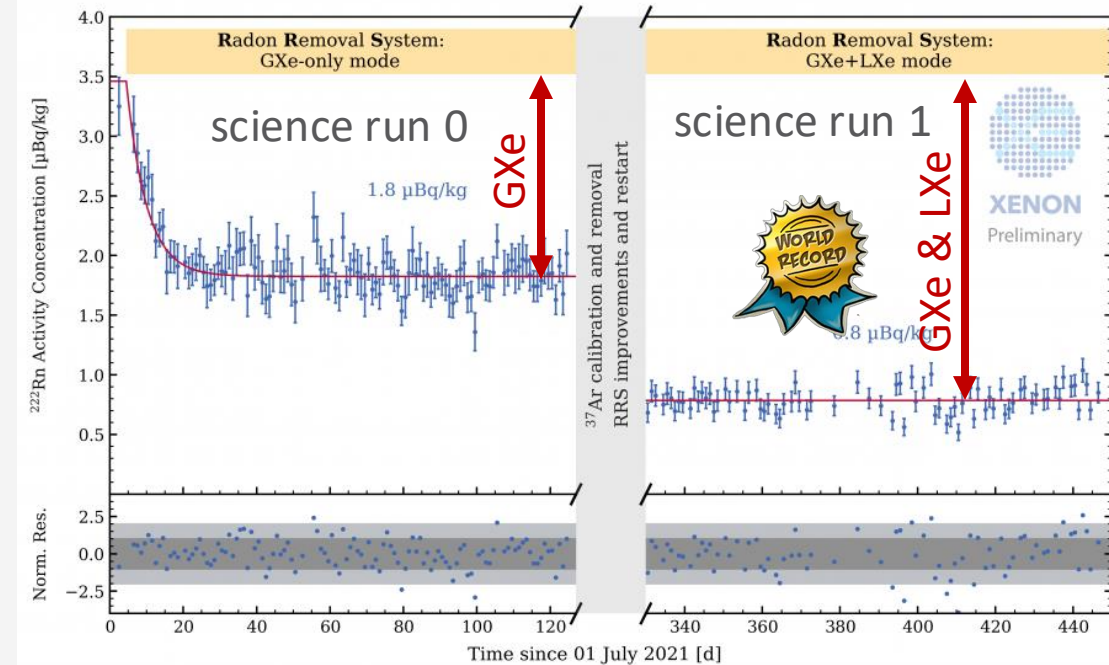 4.0
3.5
3.0
2.5
2.0
1.5
1.0
0.5
²²²Rn Activity Concentration [µBq/kg]
Radon Removal System:
GXe-only mode
science run 0
GXe
1.8 µBq/kg
³⁷Ar calibration and removal
RRS improvements and restart
Radon Removal System:
GXe+LXe mode
science run 1
GXe & LXe
XENON
Preliminary
WORLD
RECORD
µBq/kg
Norm. Res.
2.5
0.0
−2.5
0 20 40 60 80 100 120 340 360 380 400 420 440
Time since 01 July 2021 [d]